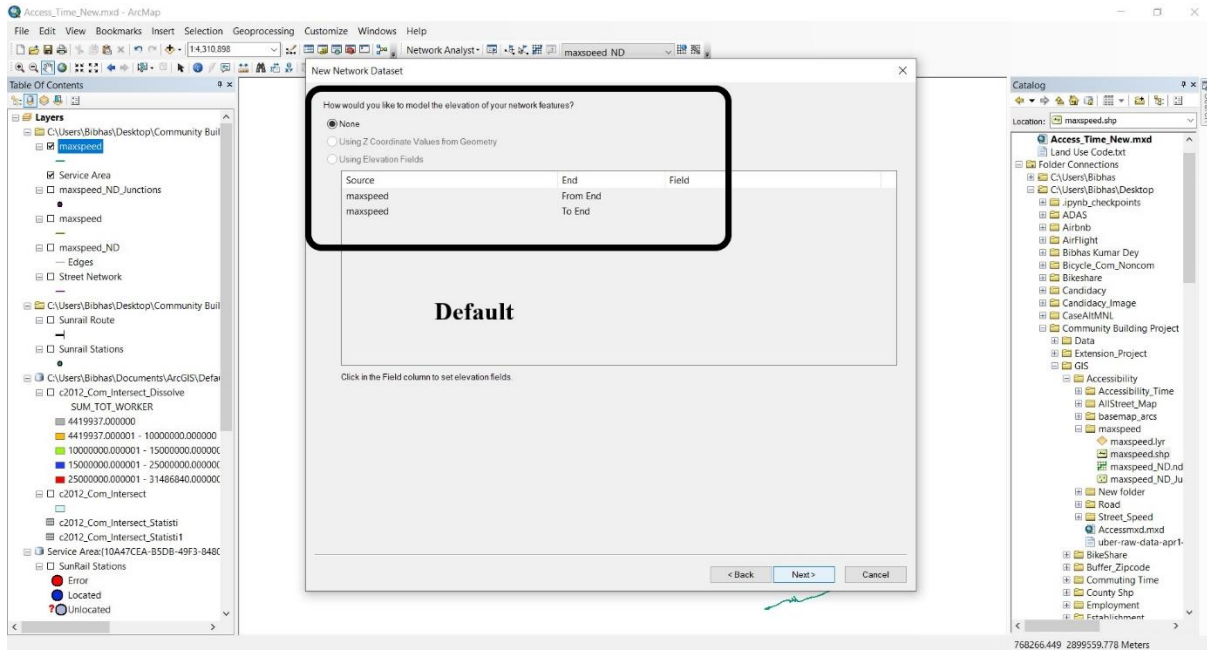 Access_Time_New.mxd - ArcMap
File Edit View Bookmarks Insert Selection Geoprocessing Customize Windows Help
1:4,310,898
Network Analyst
maxspeed_ND
Table Of Contents
Layers
C:\Users\Bibhas\Desktop\Community Buil
maxspeed
Service Area
maxspeed_ND_Junctions
maxspeed
maxspeed_ND
Edges
Street Network
C:\Users\Bibhas\Desktop\Community Buil
Sunrail Route
Sunrail Stations
C:\Users\Bibhas\Documents\ArcGIS\Defau
c2012_Com_Intersect_Dissolve
SUM_TOT_WORKER
4419937.000000
4419937.000001 - 10000000.000000
10000000.000001 - 15000000.000000
15000000.000001 - 25000000.000000
25000000.000001 - 31486840.000000
c2012_Com_Intersect
c2012_Com_Intersect_Statisti
c2012_Com_Intersect_Statisti1
Service Area:{10A47CEA-B5DB-49F3-848C
SunRail Stations
Error
Located
? Unlocated
New Network Dataset
How would you like to model the elevation of your network features?
None
Using Z Coordinate Values from Geometry
Using Elevation Fields
Source End Field
maxspeed From End
maxspeed To End
Default
Click in the Field column to set elevation fields.
< Back Next > Cancel
Catalog
Location: maxspeed.shp
Access_Time_New.mxd
Land Use Code.txt
Folder Connections
C:\Users\Bibhas
C:\Users\Bibhas\Desktop
.ipynb_checkpoints
ADAS
Airbnb
AirFlight
Bibhas Kumar Dey
Bicycle_Com_Noncom
Bikeshare
Candidacy
Candidacy_Image
CaseAltMNL
Community Building Project
Data
Extension_Project
GIS
Accessibility
Accessibility_Time
AllStreet_Map
basemap_arcs
maxspeed
maxspeed.lyr
maxspeed.shp
maxspeed_ND.nd
maxspeed_ND_Ju
New folder
Road
Street_Speed
Accessmxd.mxd
uber-raw-data-apr1-
BikeShare
Buffer_Zipcode
Commuting Time
County Shp
Employment
Establishment
768266.449 2899559.778 Meters